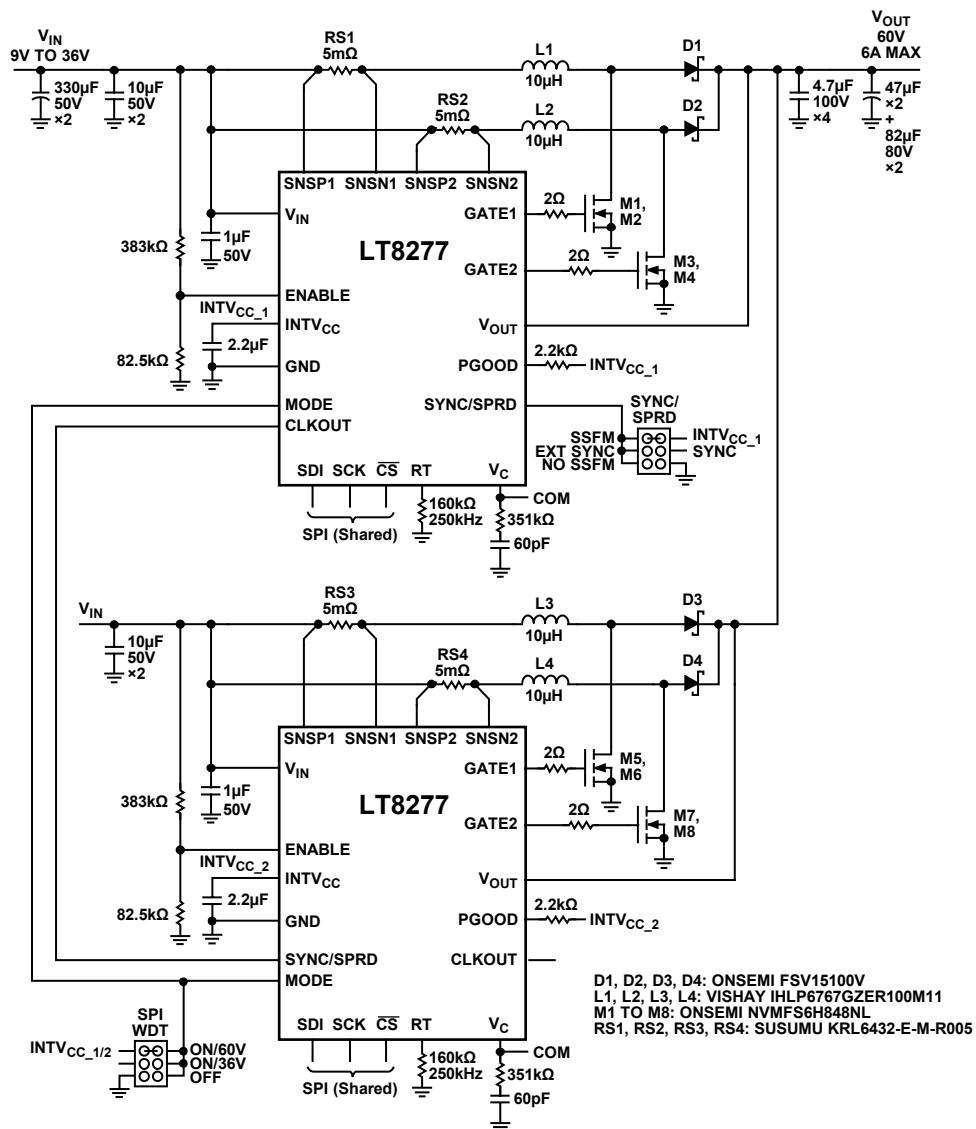 VIN
9V TO 36V
330µF
50V
×2
10µF
50V
×2
RS1
5mΩ
RS2
5mΩ
L1
10µH
L2
10µH
D1
D2
VOUT
60V
6A MAX
4.7µF
100V
×4
47µF
×2
+
82µF
80V
×2
SNSP1 SNSN1 SNSP2 SNSN2
VIN
LT8277
GATE1
2Ω
M1,
M2
GATE2
2Ω
M3,
M4
1µF
50V
383kΩ
ENABLE
INTVCC_1
INTVCC
2.2µF
82.5kΩ
GND
VOUT
PGOOD
2.2kΩ
INTVCC_1
MODE
CLKOUT
SYNC/SPRD
SYNC/
SPRD
SSFM
INTVCC_1
EXT SYNC
SYNC
NO SSFM
SDI SCK CS RT VC
SPI (Shared)
160kΩ
250kHz
COM
351kΩ
60pF
VIN
10µF
50V
×2
RS3
5mΩ
RS4
5mΩ
L3
10µH
L4
10µH
D3
D4
SNSP1 SNSN1 SNSP2 SNSN2
VIN
LT8277
GATE1
2Ω
M5,
M6
GATE2
2Ω
M7,
M8
1µF
50V
383kΩ
ENABLE
INTVCC_2
INTVCC
2.2µF
82.5kΩ
GND
VOUT
PGOOD
2.2kΩ
INTVCC_2
SYNC/SPRD
MODE
CLKOUT
SPI
WDT
INTVCC_1/2
ON/60V
ON/36V
OFF
SDI SCK CS RT VC
SPI (Shared)
160kΩ
250kHz
COM
351kΩ
60pF
D1, D2, D3, D4: ONSEMI FSV15100V
L1, L2, L3, L4: VISHAY IHLP6767GZER100M11
M1 TO M8: ONSEMI NVMFS6H848NL
RS1, RS2, RS3, RS4: SUSUMU KRL6432-E-M-R005